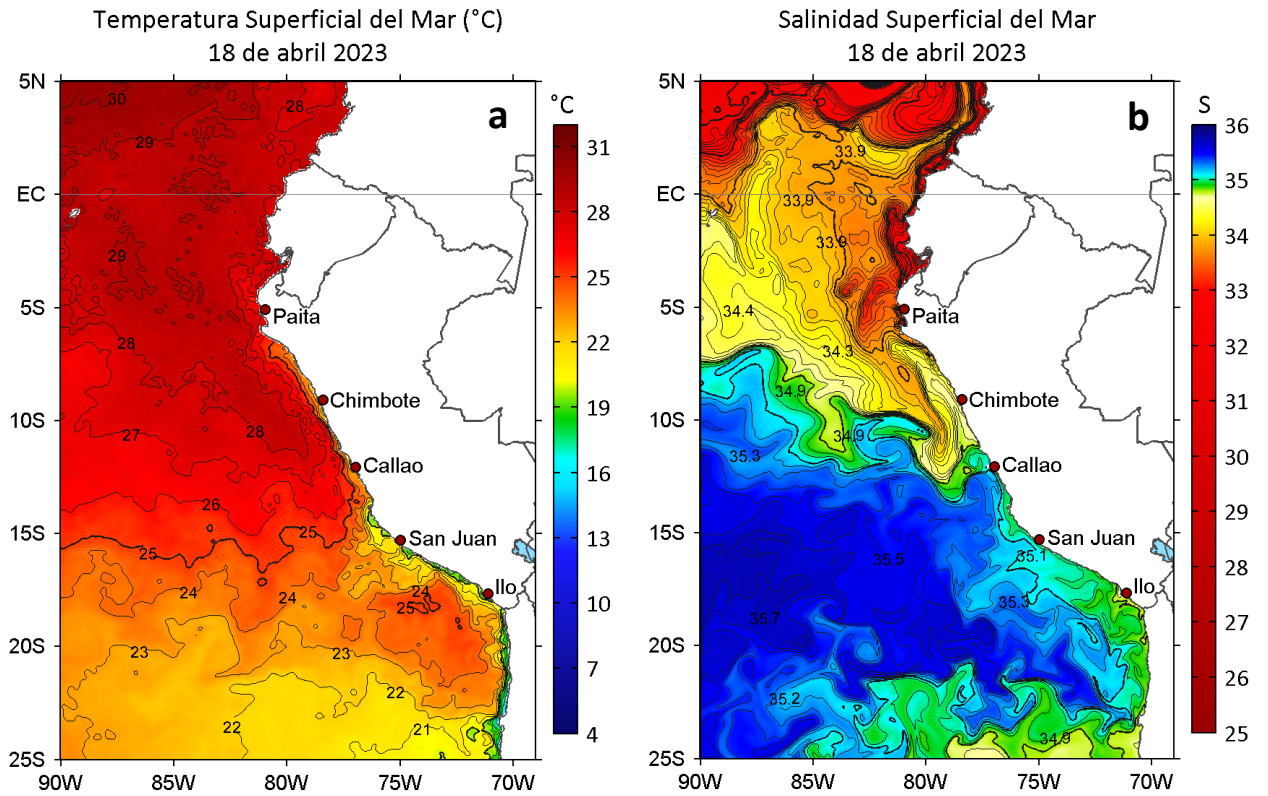 Temperatura Superficial del Mar (°C)
18 de abril 2023
a
°C
5N
EC
5S
10S
15S
20S
25S
90W
85W
80W
75W
70W
30
28
29
29
28
28
27
26
25
25
24
24
24
25
23
23
22
22
21
Paita
Chimbote
Callao
San Juan
Ilo
31
28
25
22
19
16
13
10
7
4
Salinidad Superficial del Mar
18 de abril 2023
b
S
5N
EC
5S
10S
15S
20S
25S
90W
85W
80W
75W
70W
33.9
33.9
33.9
34.4
34.3
34.9
34.9
35.3
35.5
35.1
35.3
35.7
35.2
34.9
Paita
Chimbote
Callao
San Juan
Ilo
36
35
34
33
32
31
30
29
28
27
26
25